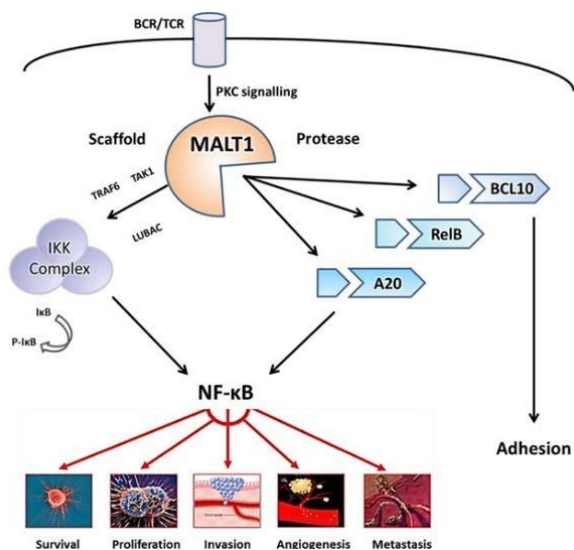 BCR/TCR
PKC signalling
Scaffold
MALT1
Protease
TRAF6
TAK1
LUBAC
BCL10
RelB
A20
IKK
Complex
IκB
P-IκB
NF-κB
Adhesion
Survival
Proliferation
Invasion
Angiogenesis
Metastasis